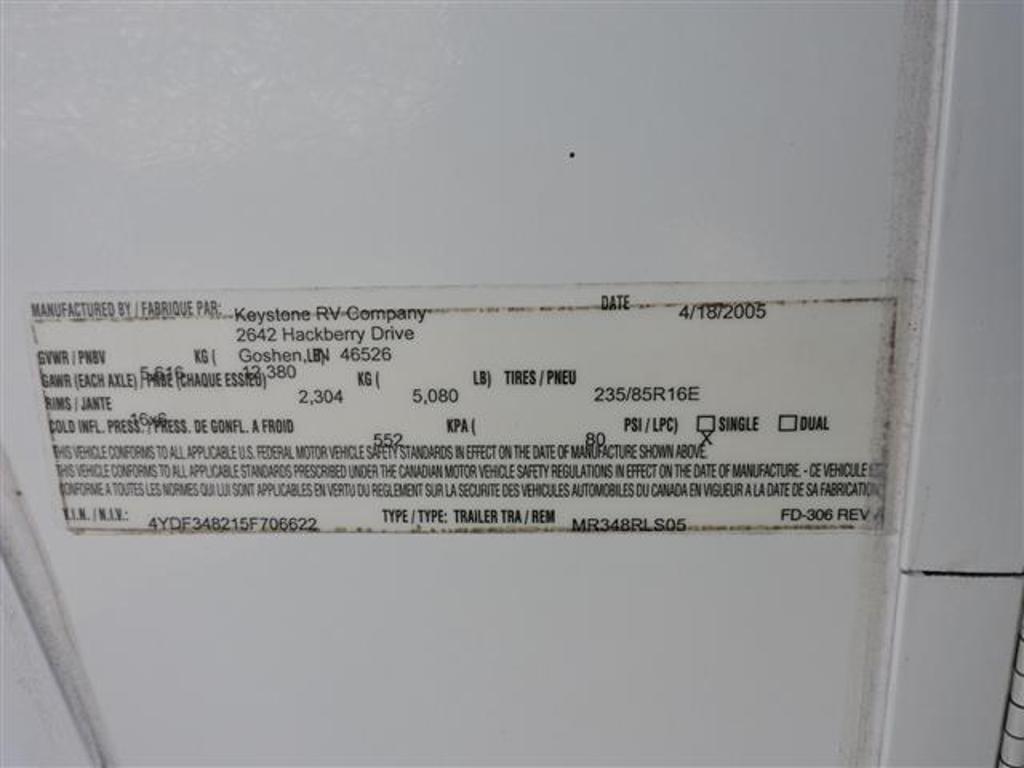 MANUFACTURED BY / FABRIQUE PAR: Keystone RV Company DATE 4/18/2005
2642 Hackberry Drive
GVWR / PNBV KG ( Goshen, IN 46526 LB)
5,616 12,380
GAWR (EACH AXLE) / PNBE (CHAQUE ESSIEU) KG ( LB) TIRES / PNEU
2,304 5,080 235/85R16E
RIMS / JANTE
16x6
COLD INFL. PRESS. / PRESS. DE GONFL. A FROID KPA ( PSI / LPC) SINGLE DUAL
552 80 X
THIS VEHICLE CONFORMS TO ALL APPLICABLE U.S. FEDERAL MOTOR VEHICLE SAFETY STANDARDS IN EFFECT ON THE DATE OF MANUFACTURE SHOWN ABOVE.
THIS VEHICLE CONFORMS TO ALL APPLICABLE STANDARDS PRESCRIBED UNDER THE CANADIAN MOTOR VEHICLE SAFETY REGULATIONS IN EFFECT ON THE DATE OF MANUFACTURE. - CE VEHICULE
CONFORME A TOUTES LES NORMES QUI LUI SONT APPLICABLES EN VERTU DU REGLEMENT SUR LA SECURITE DES VEHICULES AUTOMOBILES DU CANADA EN VIGUEUR A LA DATE DE SA FABRICATION
V.I.N. / N.I.V.: 4YDF348215F706622 TYPE / TYPE: TRAILER TRA / REM MR348RLS05 FD-306 REV